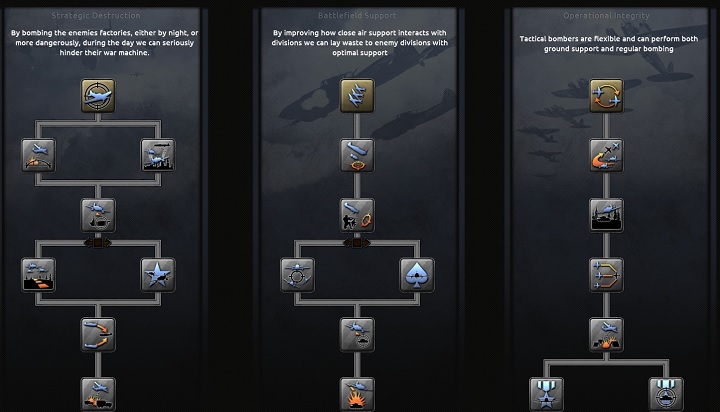 Strategic Destruction
By bombing the enemies factories, either by night, or
more dangerously, during the day we can seriously
hinder their war machine.
Battlefield Support
By improving how close air support interacts with
divisions we can lay waste to enemy divisions with
optimal support
Operational Integrity
Tactical bombers are flexible and can perform both
ground support and regular bombing